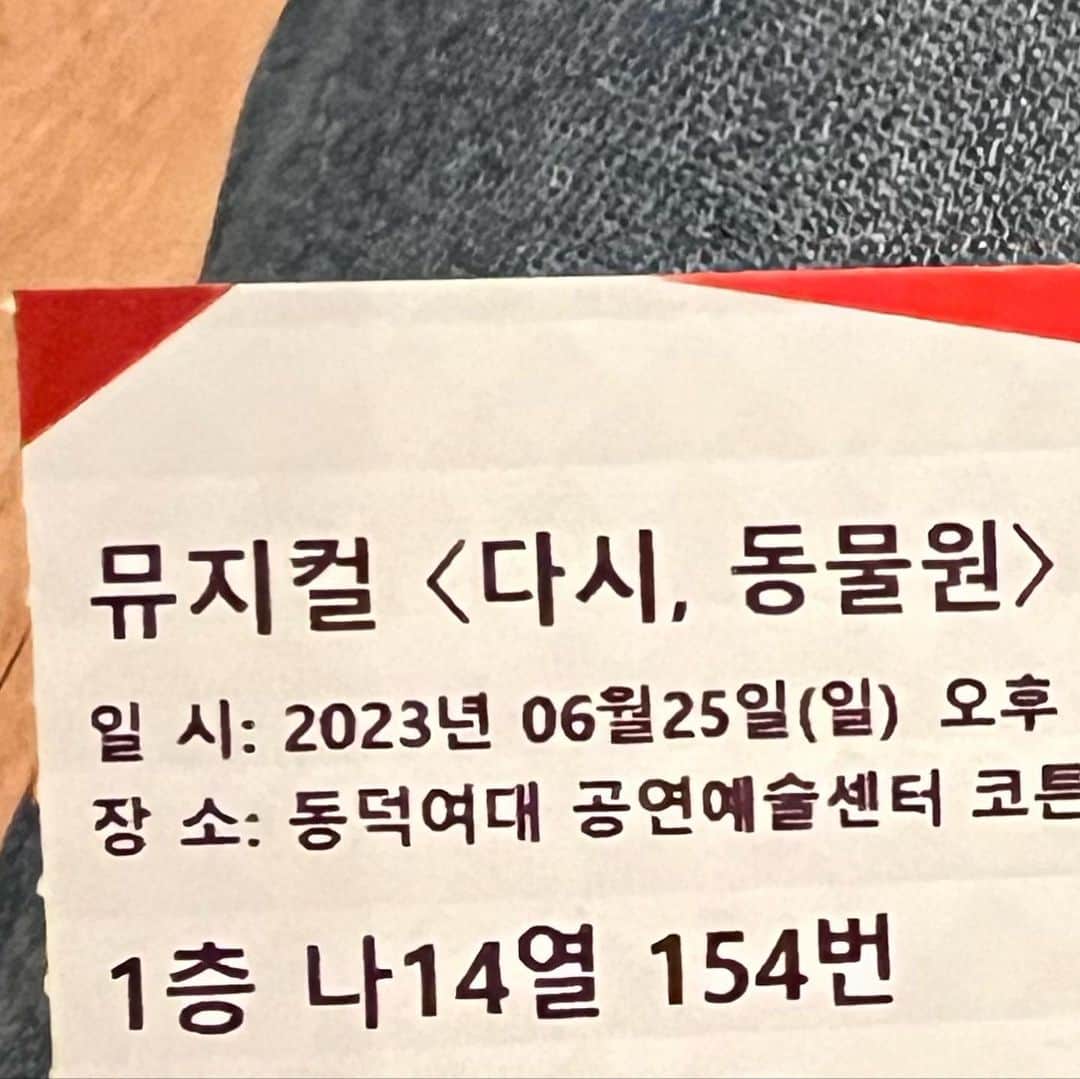 뮤지컬 <다시, 동물원>
일 시: 2023년 06월25일(일) 오후
장 소: 동덕여대 공연예술센터 코튼
1층 나14열 154번